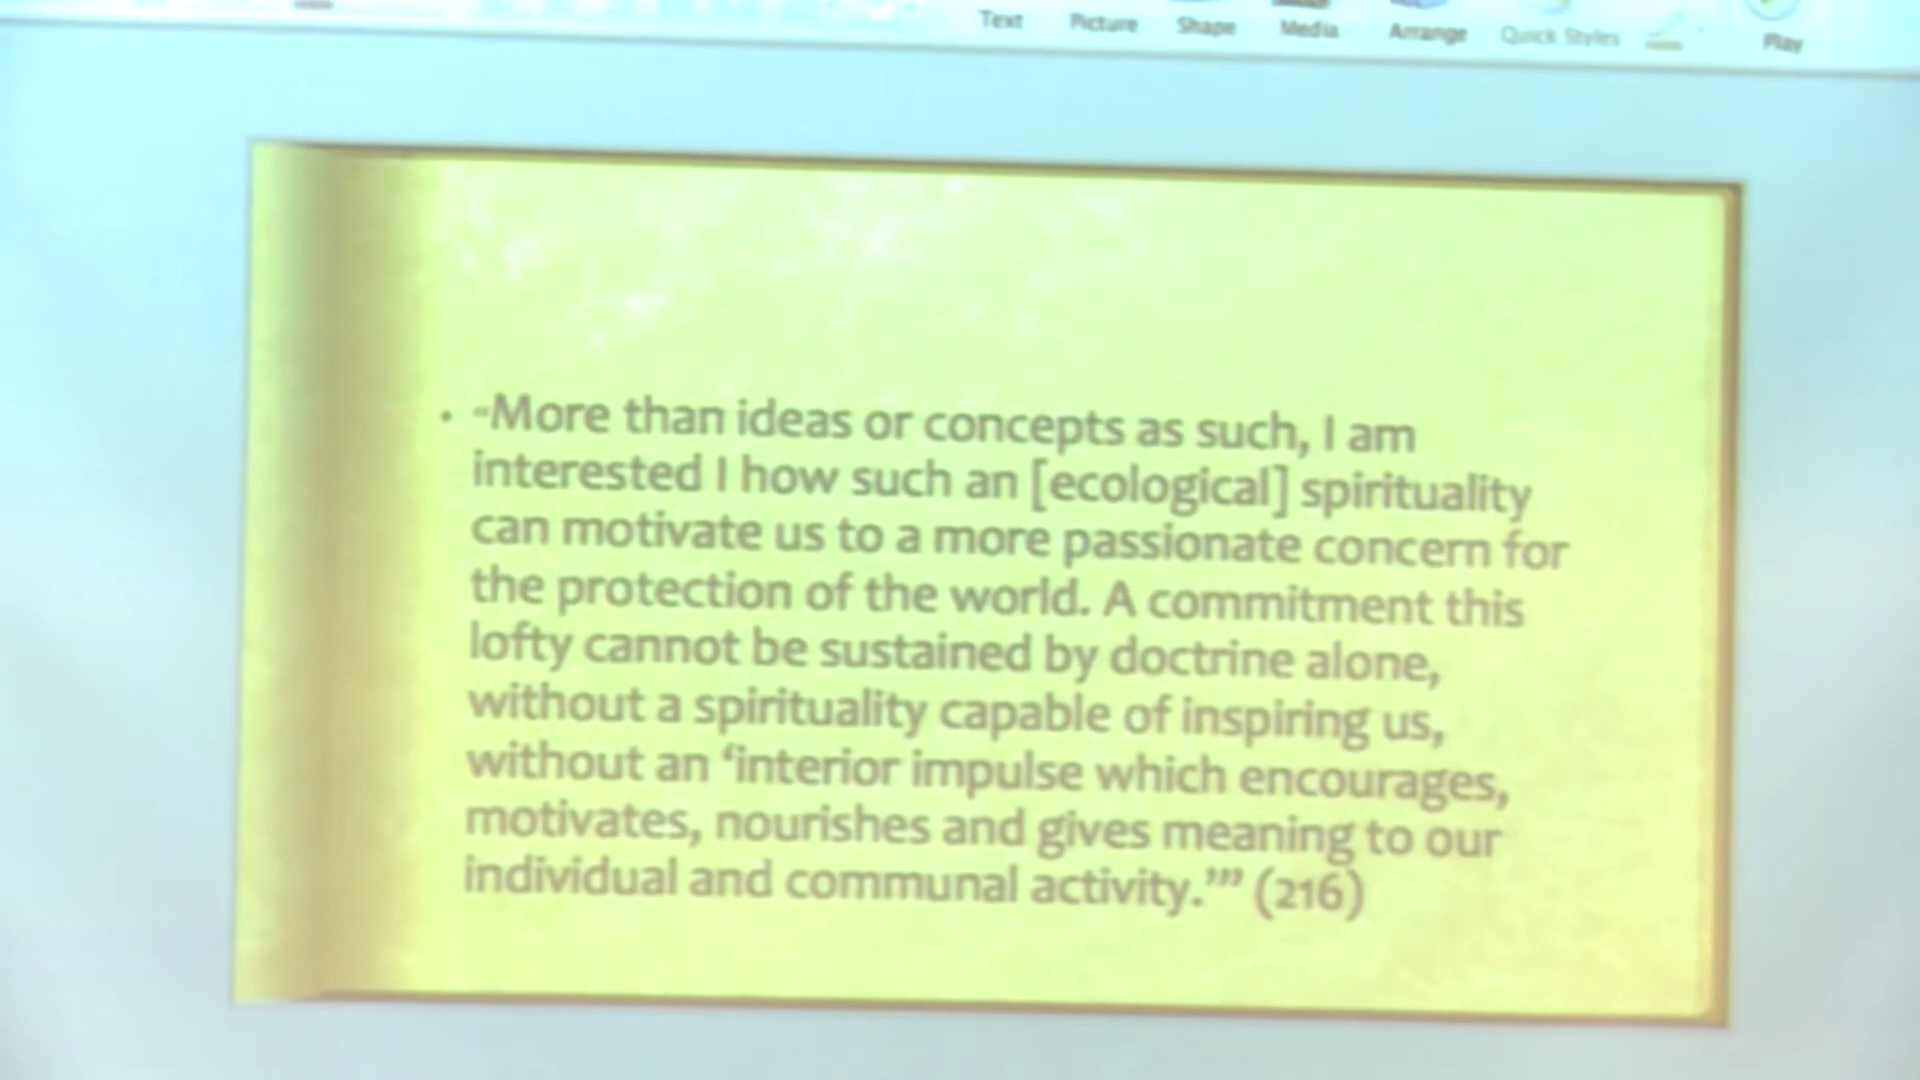 Text Picture Shape Media Arrange Quick Styles Play
• “More than ideas or concepts as such, I am
interested I how such an [ecological] spirituality
can motivate us to a more passionate concern for
the protection of the world. A commitment this
lofty cannot be sustained by doctrine alone,
without a spirituality capable of inspiring us,
without an ‘interior impulse which encourages,
motivates, nourishes and gives meaning to our
individual and communal activity.’” (216)